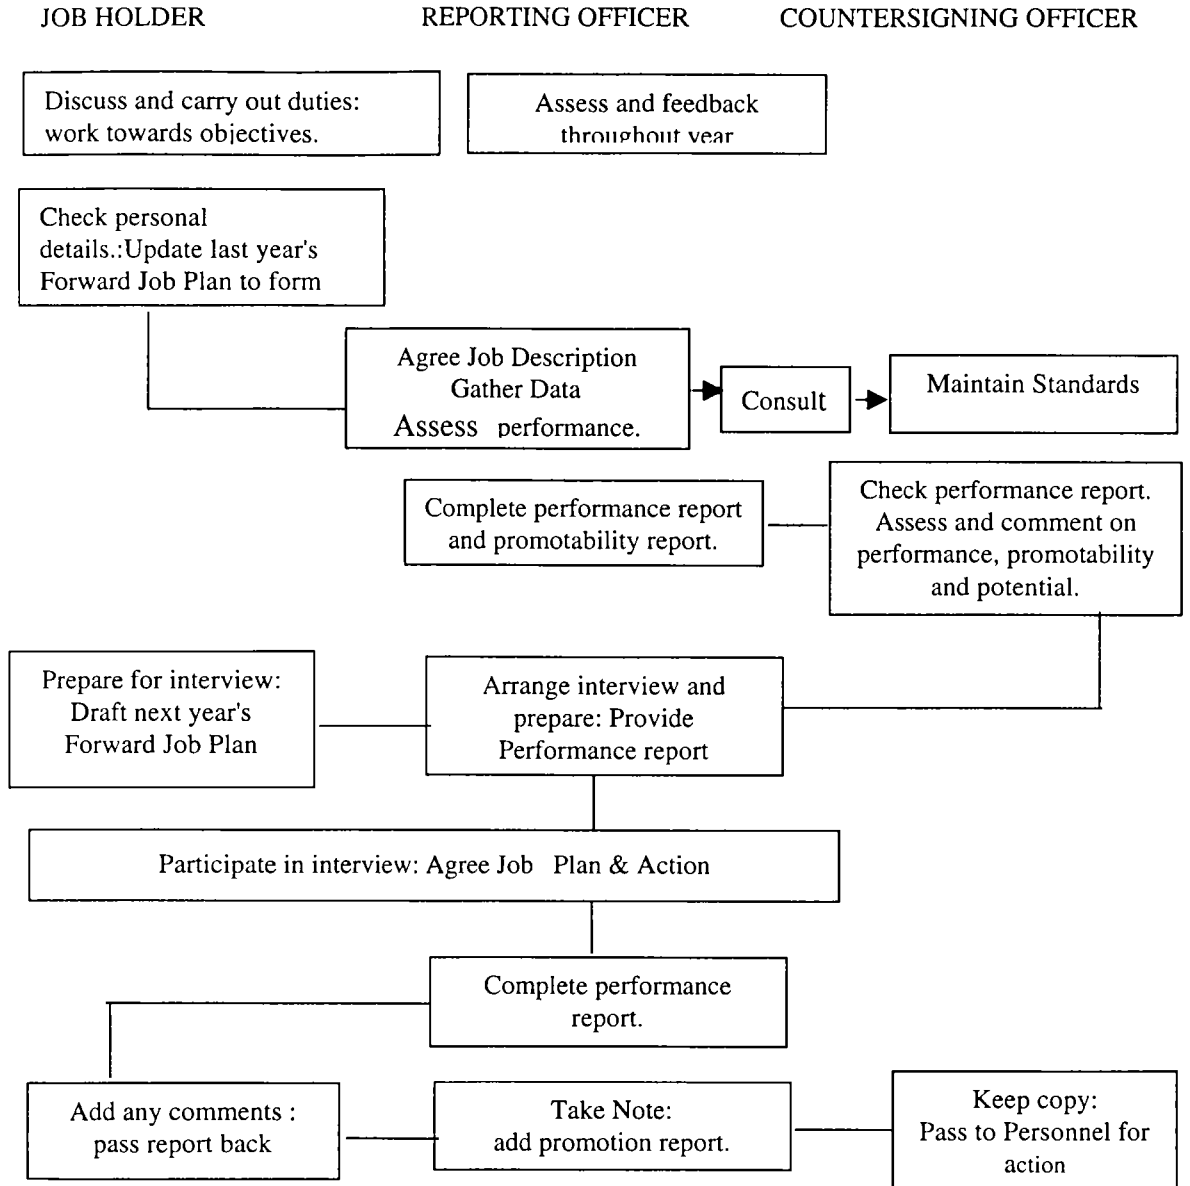 JOB HOLDER REPORTING OFFICER COUNTERSIGNING OFFICER
Discuss and carry out duties:
work towards objectives.
Assess and feedback
throughout year
Check personal
details.:Update last year's
Forward Job Plan to form
Agree Job Description
Gather Data
Assess performance.
Consult
Maintain Standards
Complete performance report
and promotability report.
Check performance report.
Assess and comment on
performance, promotability
and potential.
Prepare for interview:
Draft next year's
Forward Job Plan
Arrange interview and
prepare: Provide
Performance report
Participate in interview: Agree Job Plan & Action
Complete performance
report.
Add any comments :
pass report back
Take Note:
add promotion report.
Keep copy:
Pass to Personnel for
action